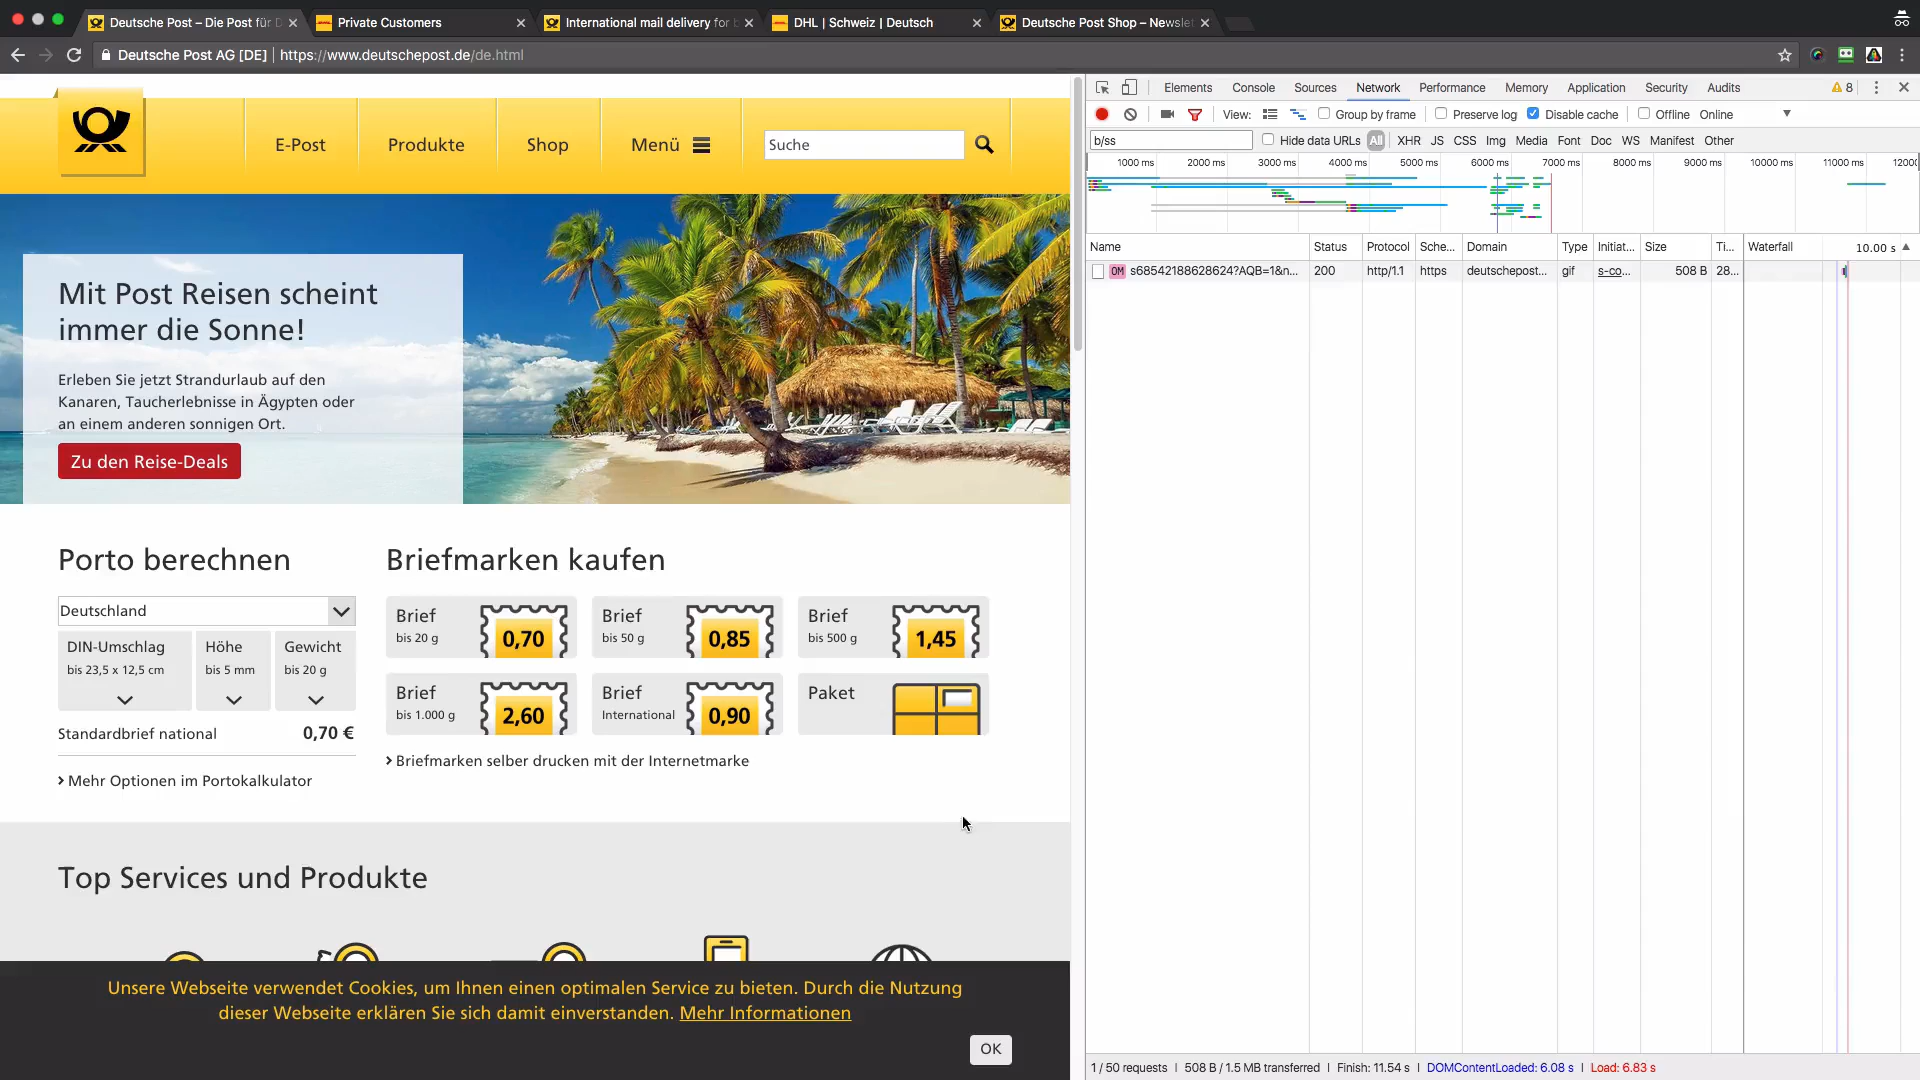 Deutsche Post – Die Post für D
Private Customers
International mail delivery for b
DHL | Schweiz | Deutsch
Deutsche Post Shop – Newslet
Deutsche Post AG [DE] | https://www.deutschepost.de/de.html
E-Post
Produkte
Shop
Menü
Suche
Mit Post Reisen scheint
immer die Sonne!
Erleben Sie jetzt Strandurlaub auf den
Kanaren, Taucherlebnisse in Ägypten oder
an einem anderen sonnigen Ort.
Zu den Reise-Deals
Porto berechnen
Deutschland
DIN-Umschlag
bis 23,5 x 12,5 cm
Höhe
bis 5 mm
Gewicht
bis 20 g
Standardbrief national 0,70 €
Mehr Optionen im Portokalkulator
Briefmarken kaufen
Brief
bis 20 g
0,70
Brief
bis 50 g
0,85
Brief
bis 500 g
1,45
Brief
bis 1.000 g
2,60
Brief
International
0,90
Paket
Briefmarken selber drucken mit der Internetmarke
Top Services und Produkte
Unsere Webseite verwendet Cookies, um Ihnen einen optimalen Service zu bieten. Durch die Nutzung
dieser Webseite erklären Sie sich damit einverstanden. Mehr Informationen
OK
Elements Console Sources Network Performance Memory Application Security Audits 8
View: Group by frame Preserve log Disable cache Offline Online
b/ss Hide data URLs All XHR JS CSS Img Media Font Doc WS Manifest Other
1000 ms 2000 ms 3000 ms 4000 ms 5000 ms 6000 ms 7000 ms 8000 ms 9000 ms 10000 ms 11000 ms 1200
Name Status Protocol Sche... Domain Type Initiat... Size Ti... Waterfall 10.00 s
OM s68542188628624?AQB=1&n... 200 http/1.1 https deutschepost... gif s-co... 508 B 28...
1 / 50 requests | 508 B / 1.5 MB transferred | Finish: 11.54 s | DOMContentLoaded: 6.08 s | Load: 6.83 s